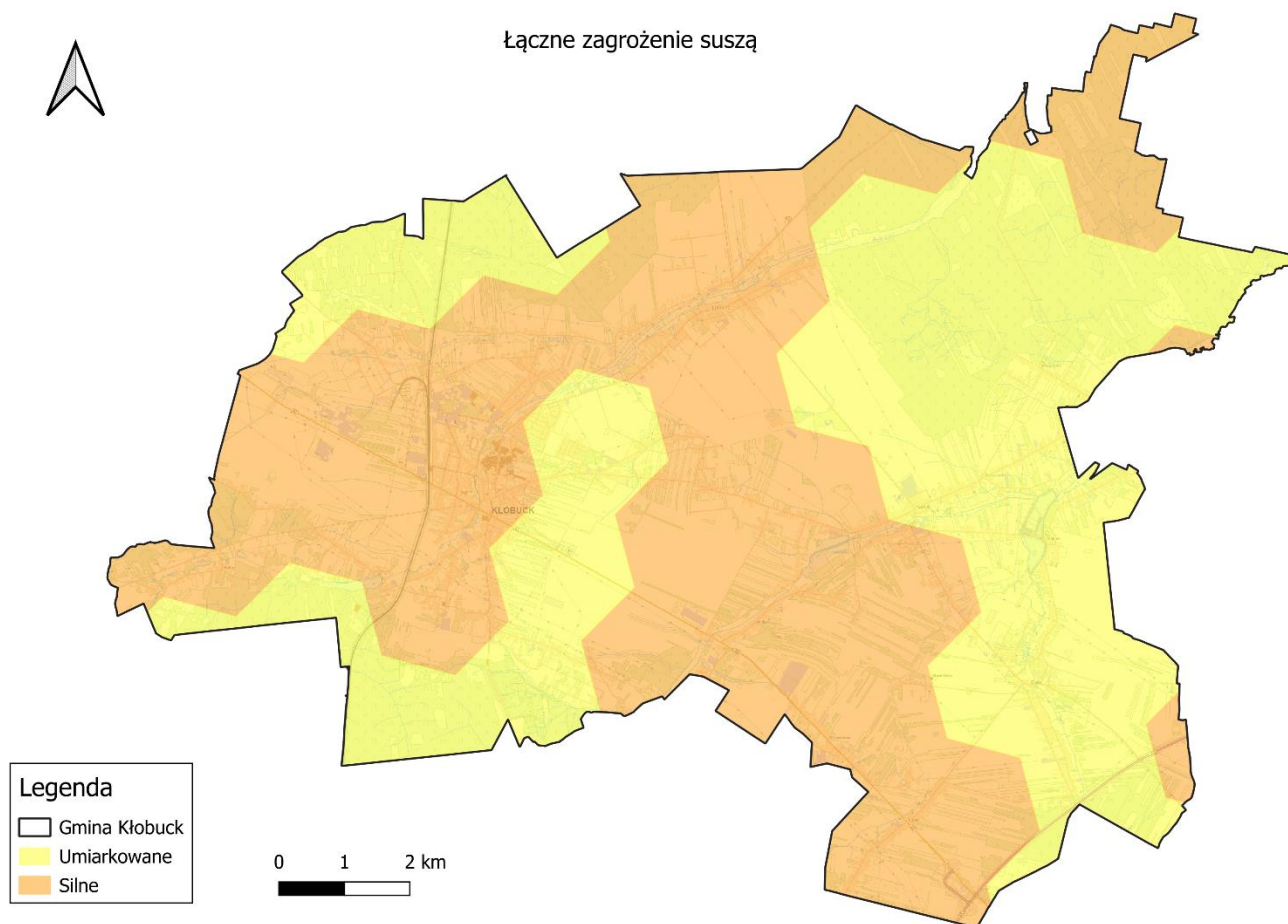 Łączne zagrożenie suszą
KŁOBUCK
Legenda
Gmina Kłobuck
Umiarkowane
Silne
0 1 2 km